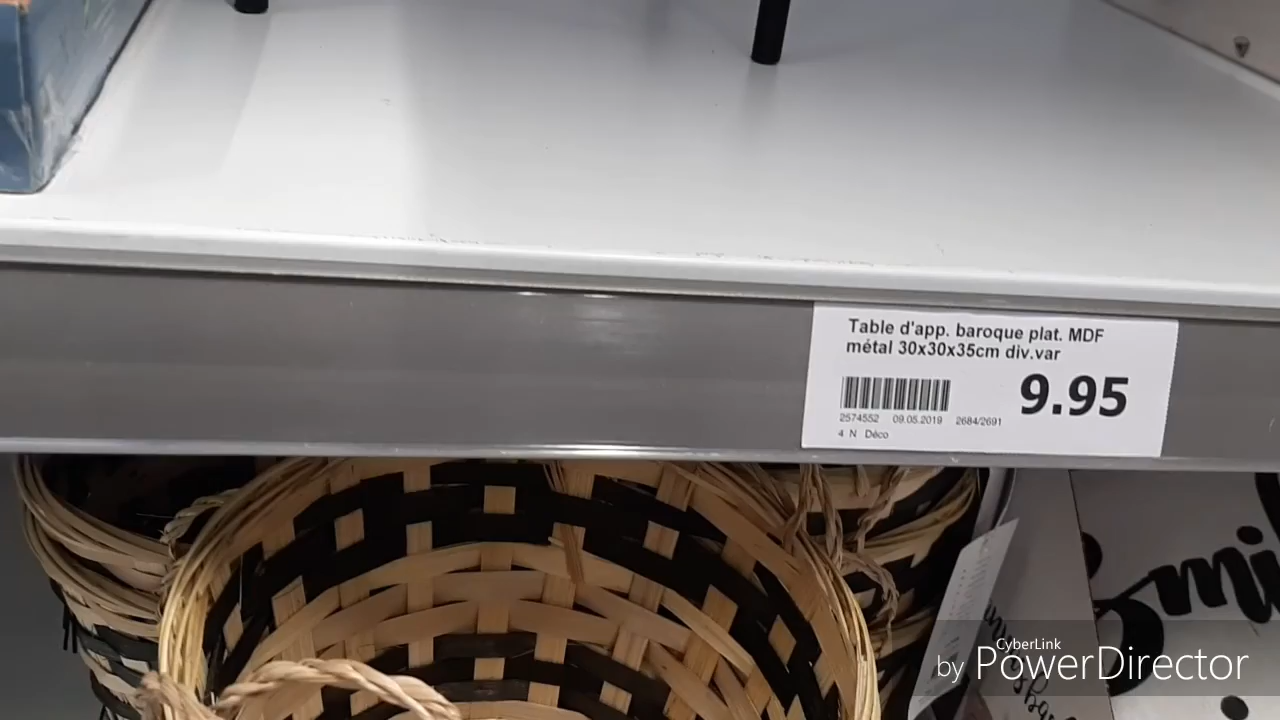 Table d'app. baroque plat. MDF
métal 30x30x35cm div.var
9.95
2574552 09.05.2019 2684/2691
4 N Déco
Smi
CyberLink
by PowerDirector